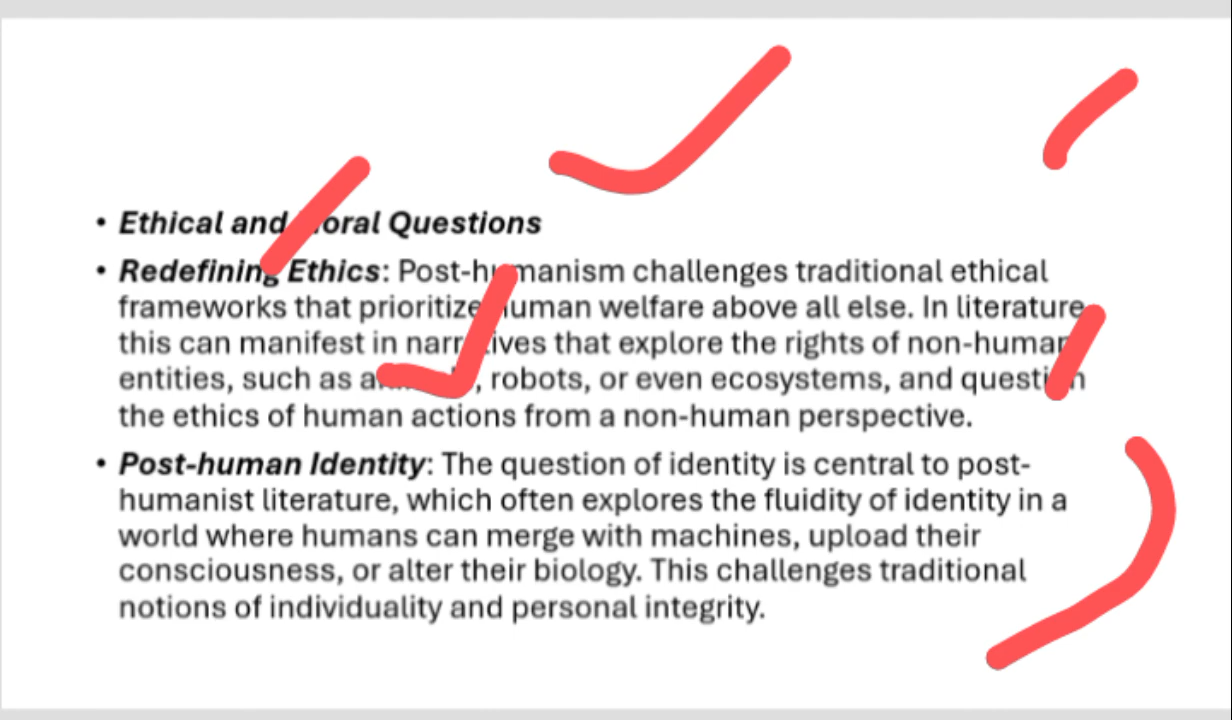 • Ethical and Moral Questions
• Redefining Ethics: Post-humanism challenges traditional ethical
frameworks that prioritize human welfare above all else. In literature,
this can manifest in narratives that explore the rights of non-human
entities, such as robots, or even ecosystems, and question
the ethics of human actions from a non-human perspective.
• Post-human Identity: The question of identity is central to post-
humanist literature, which often explores the fluidity of identity in a
world where humans can merge with machines, upload their
consciousness, or alter their biology. This challenges traditional
notions of individuality and personal integrity.